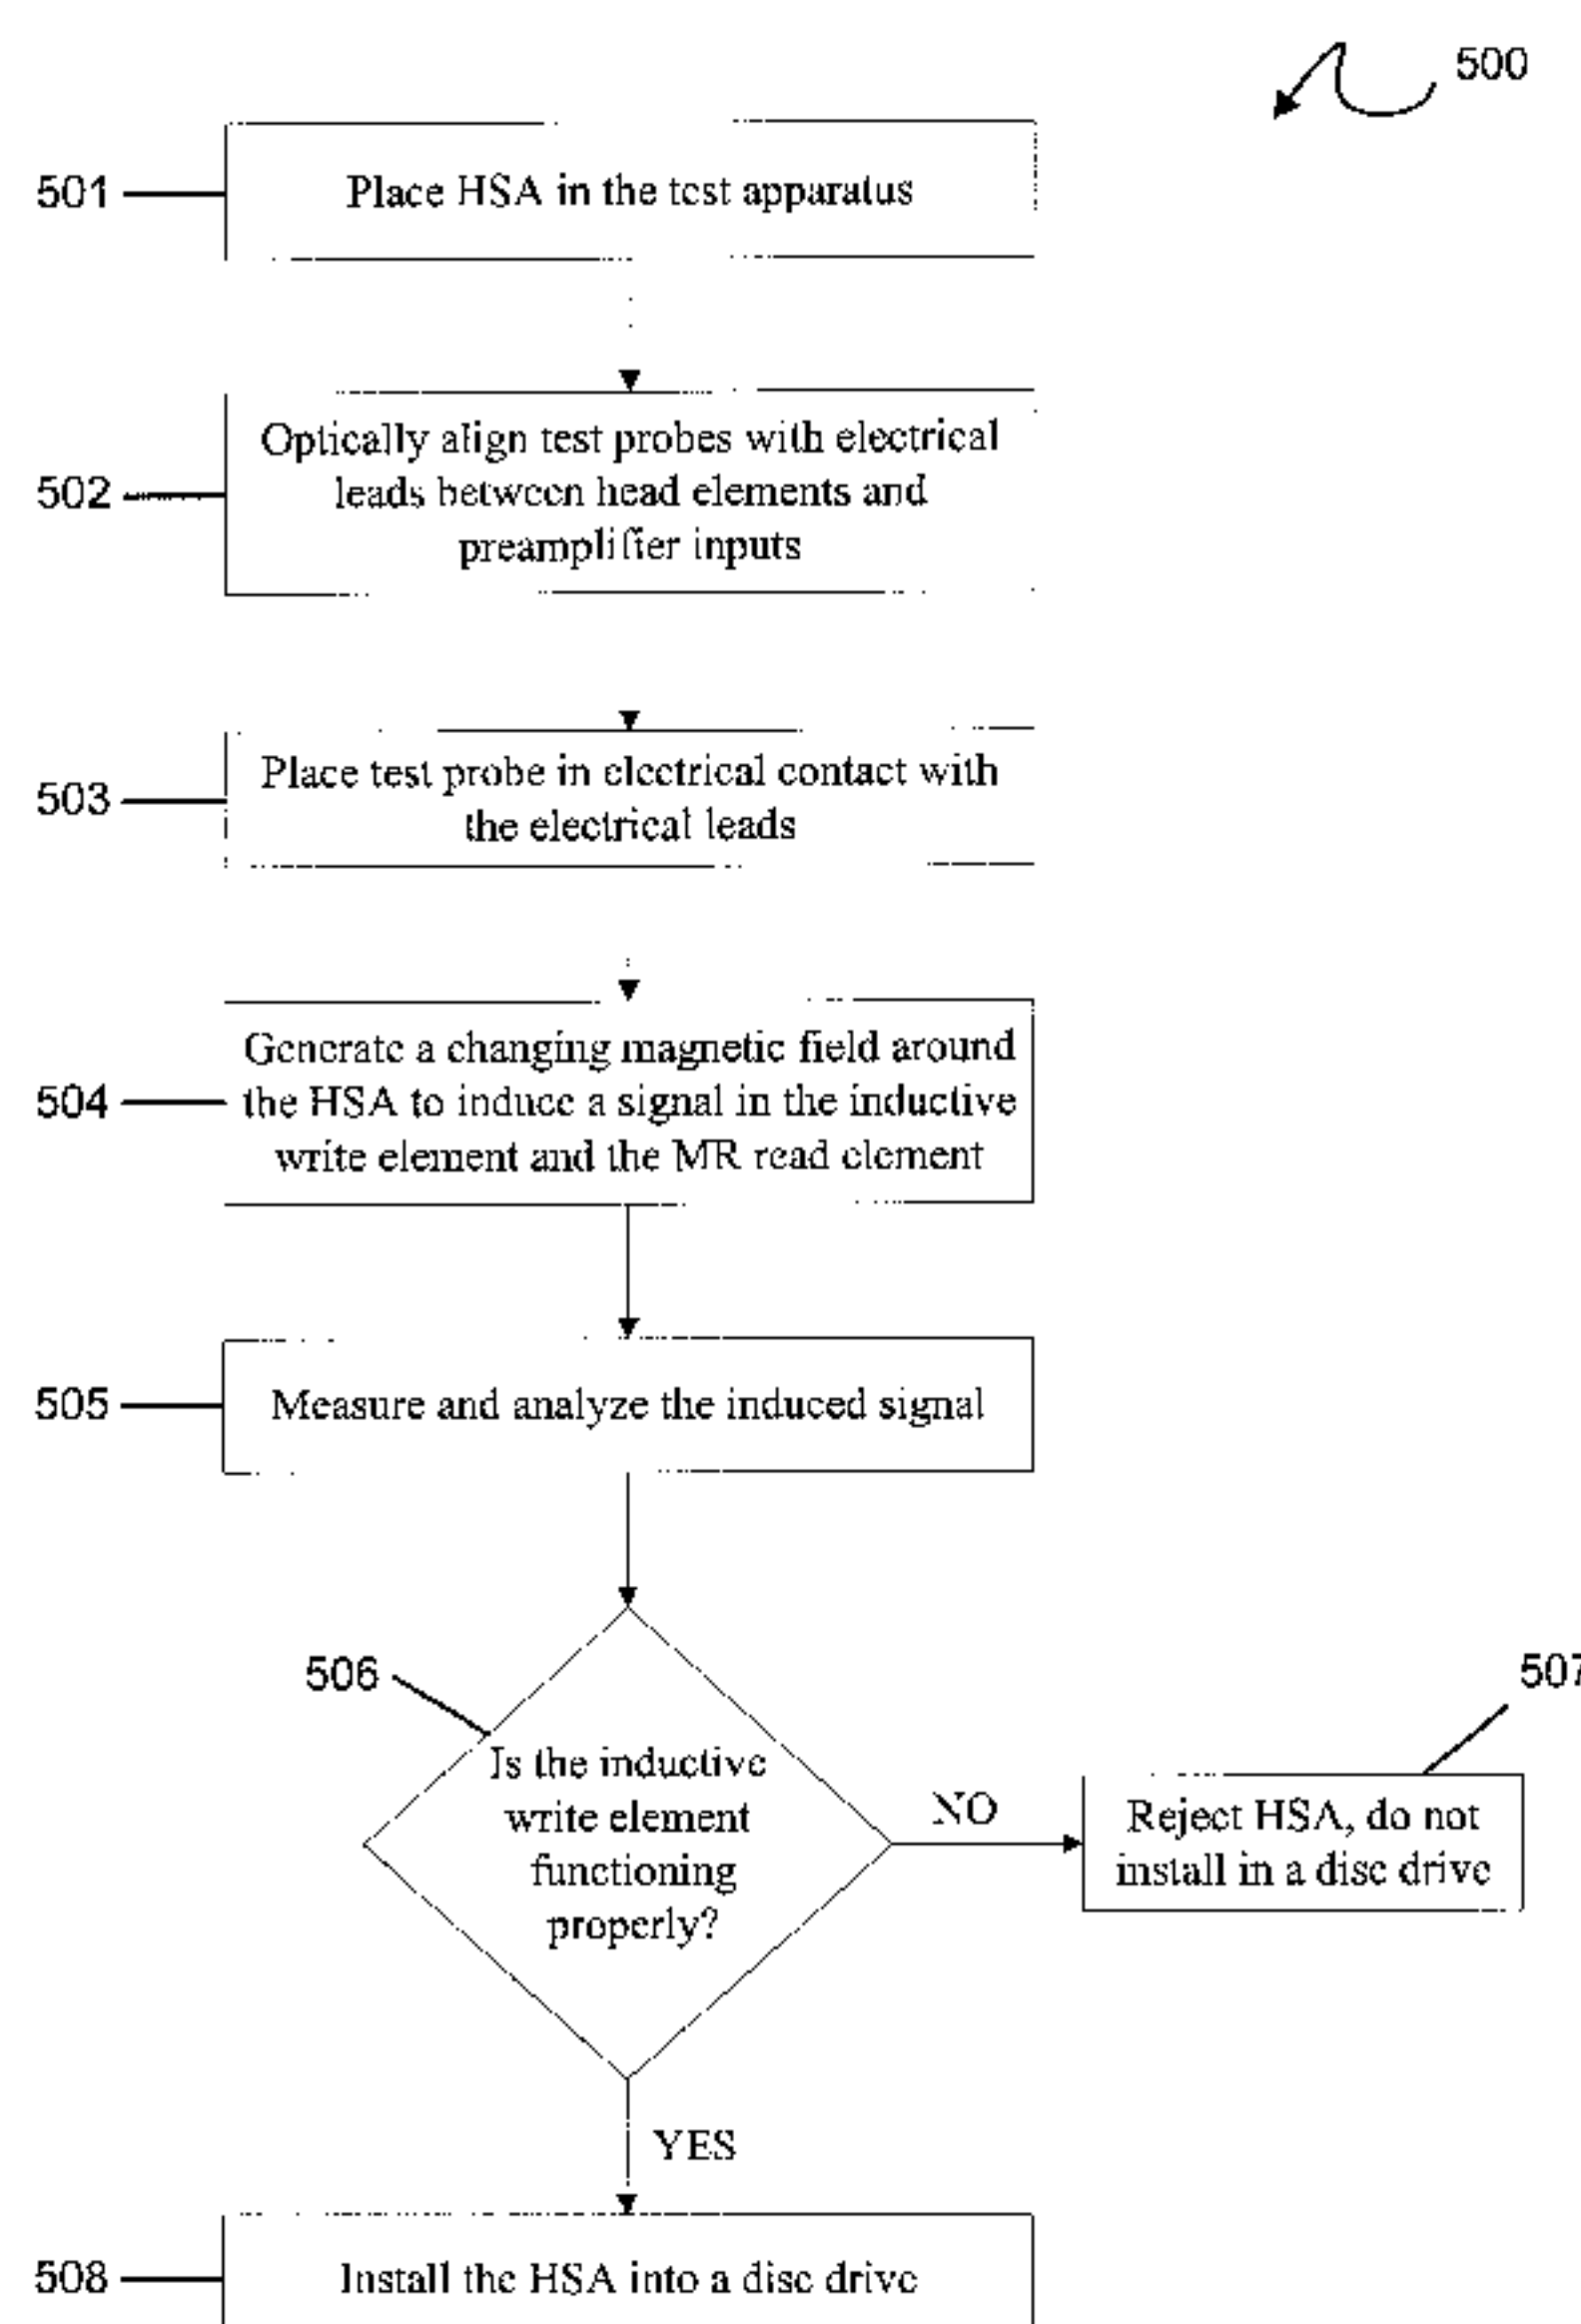 500
501
Place HSA in the test apparatus
502
Optically align test probes with electrical
leads between head elements and
preamplifier inputs
503
Place test probe in electrical contact with
the electrical leads
504
Generate a changing magnetic field around
the HSA to induce a signal in the inductive
write element and the MR read element
505
Measure and analyze the induced signal
506
Is the inductive
write element
functioning
properly?
NO
507
Reject HSA, do not
install in a disc drive
YES
508
Install the HSA into a disc drive